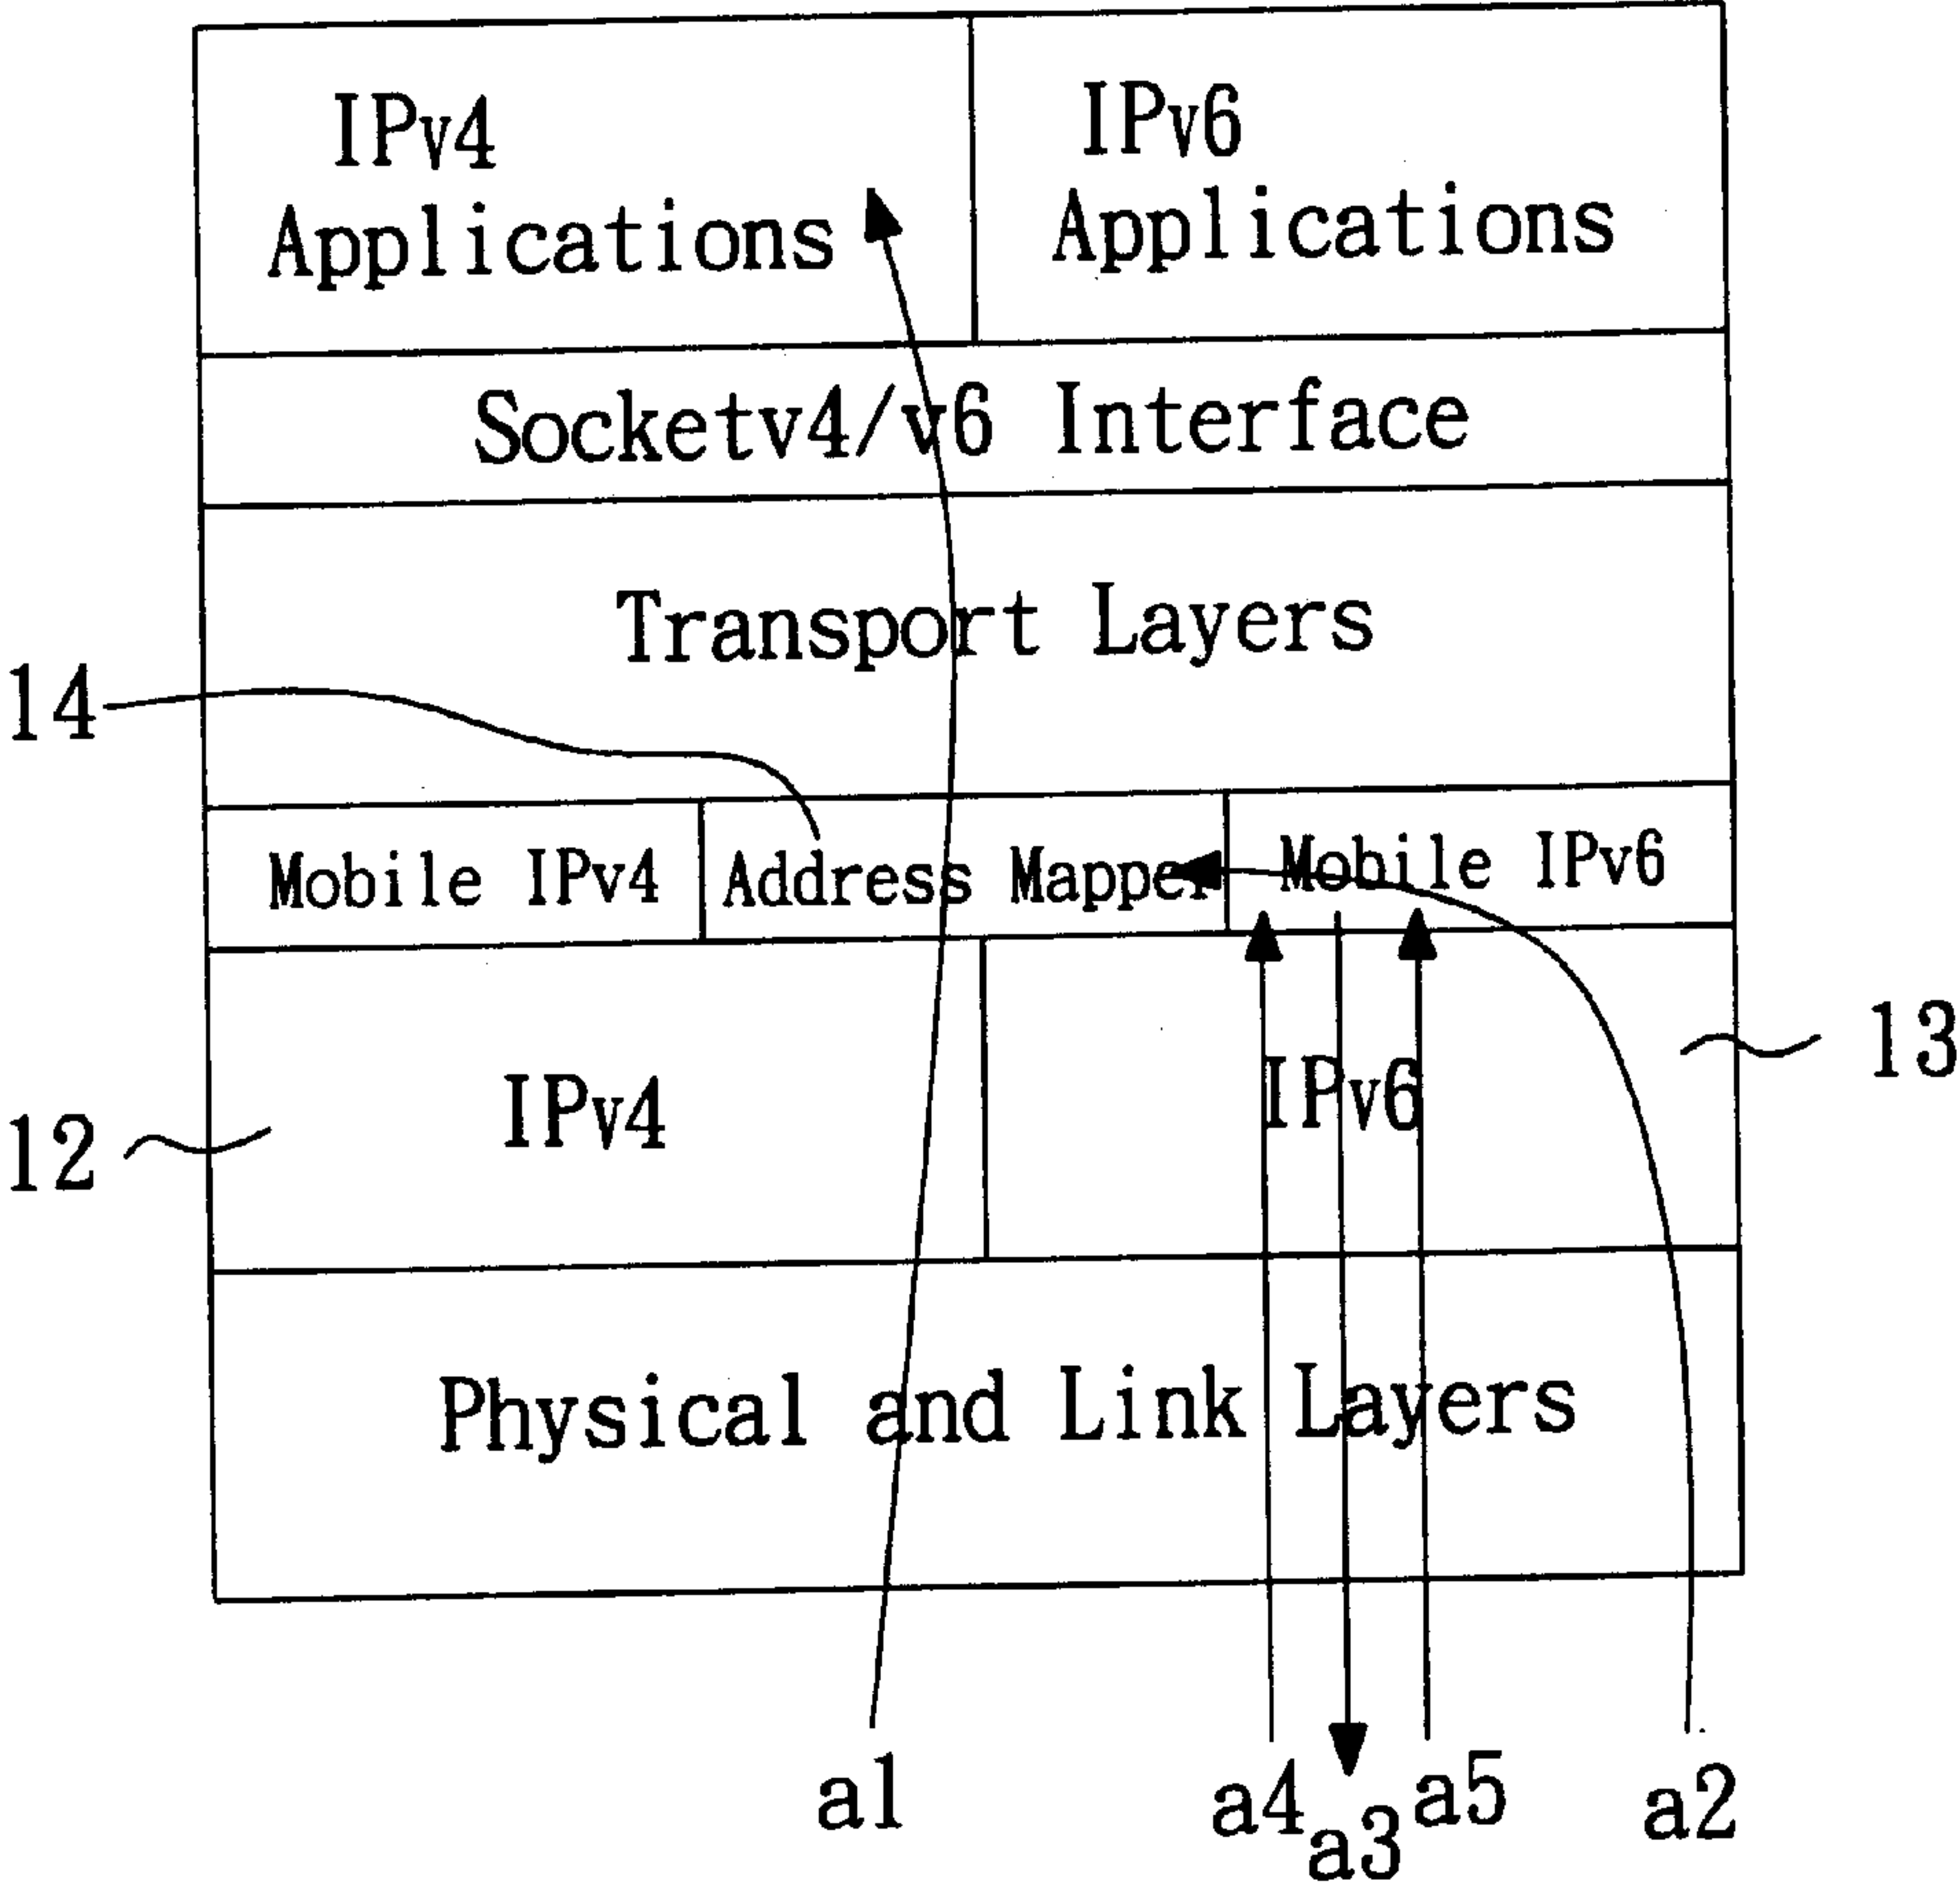 IPv4
Applications
IPv6
Applications
Socketv4/v6 Interface
Transport Layers
14
Mobile IPv4
Address Mapper
Mobile IPv6
13
IPv4
IPv6
12
Physical and Link Layers
a1
a4
a3
a5
a2